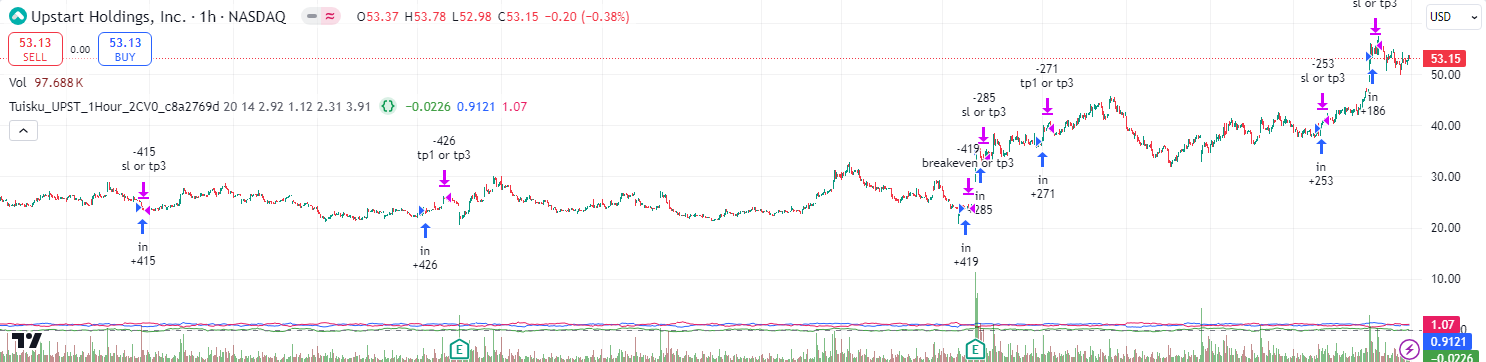 Upstart Holdings, Inc. · 1h · NASDAQ O53.37 H53.78 L52.98 C53.15 −0.20 (−0.38%)
USD
53.13
SELL
0.00
53.13
BUY
Vol 97.688 K
Tuisku_UPST_1Hour_2CV0_c8a2769d 20 14 2.92 1.12 2.31 3.91 {} −0.0226 0.9121 1.07
sl or tp3
53.15
50.00
40.00
30.00
20.00
10.00
-415
sl or tp3
in
+415
-426
tp1 or tp3
in
+426
-419
breakeven or tp3
in
+419
-285
sl or tp3
in
+285
-271
tp1 or tp3
in
+271
-253
sl or tp3
in
+253
in
+186
1.07
0.9121
-0.0226
E
E